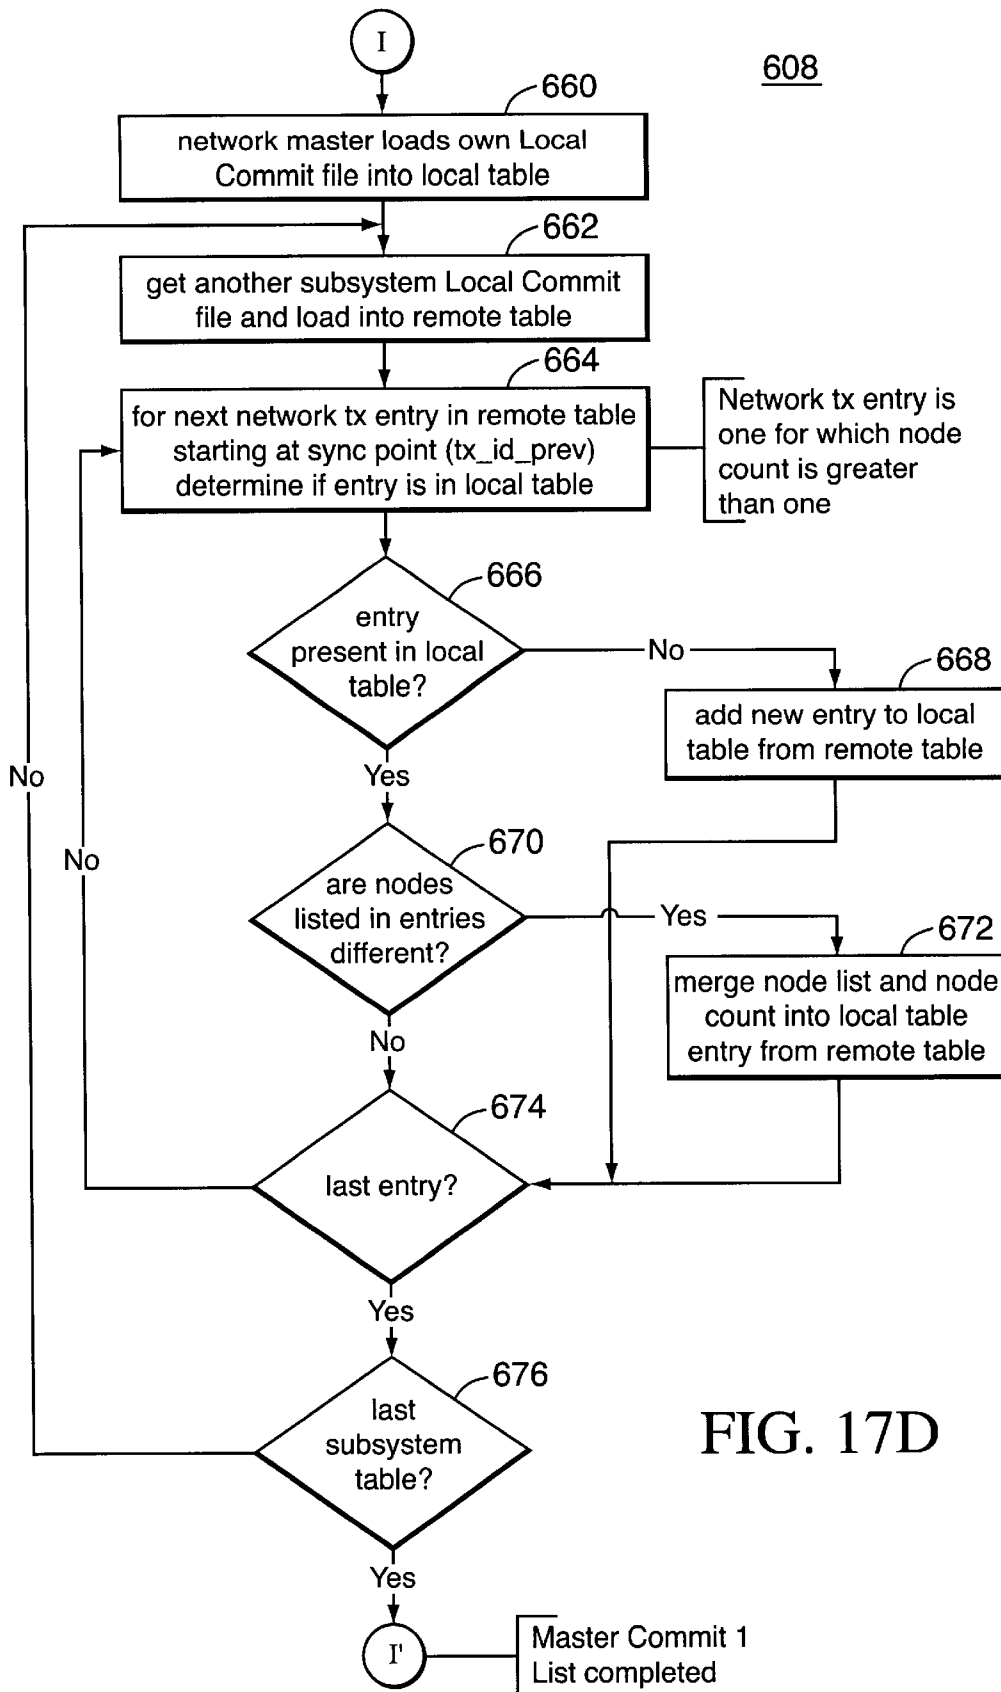 I
608
660
network master loads own Local
Commit file into local table
662
get another subsystem Local Commit
file and load into remote table
664
for next network tx entry in remote table
starting at sync point (tx_id_prev)
determine if entry is in local table
Network tx entry is
one for which node
count is greater
than one
666
entry
present in local
table?
No
668
add new entry to local
table from remote table
Yes
No
670
are nodes
listed in entries
different?
Yes
No
672
merge node list and node
count into local table
entry from remote table
No
674
last entry?
Yes
676
last
subsystem
table?
FIG. 17D
Yes
I'
Master Commit 1
List completed